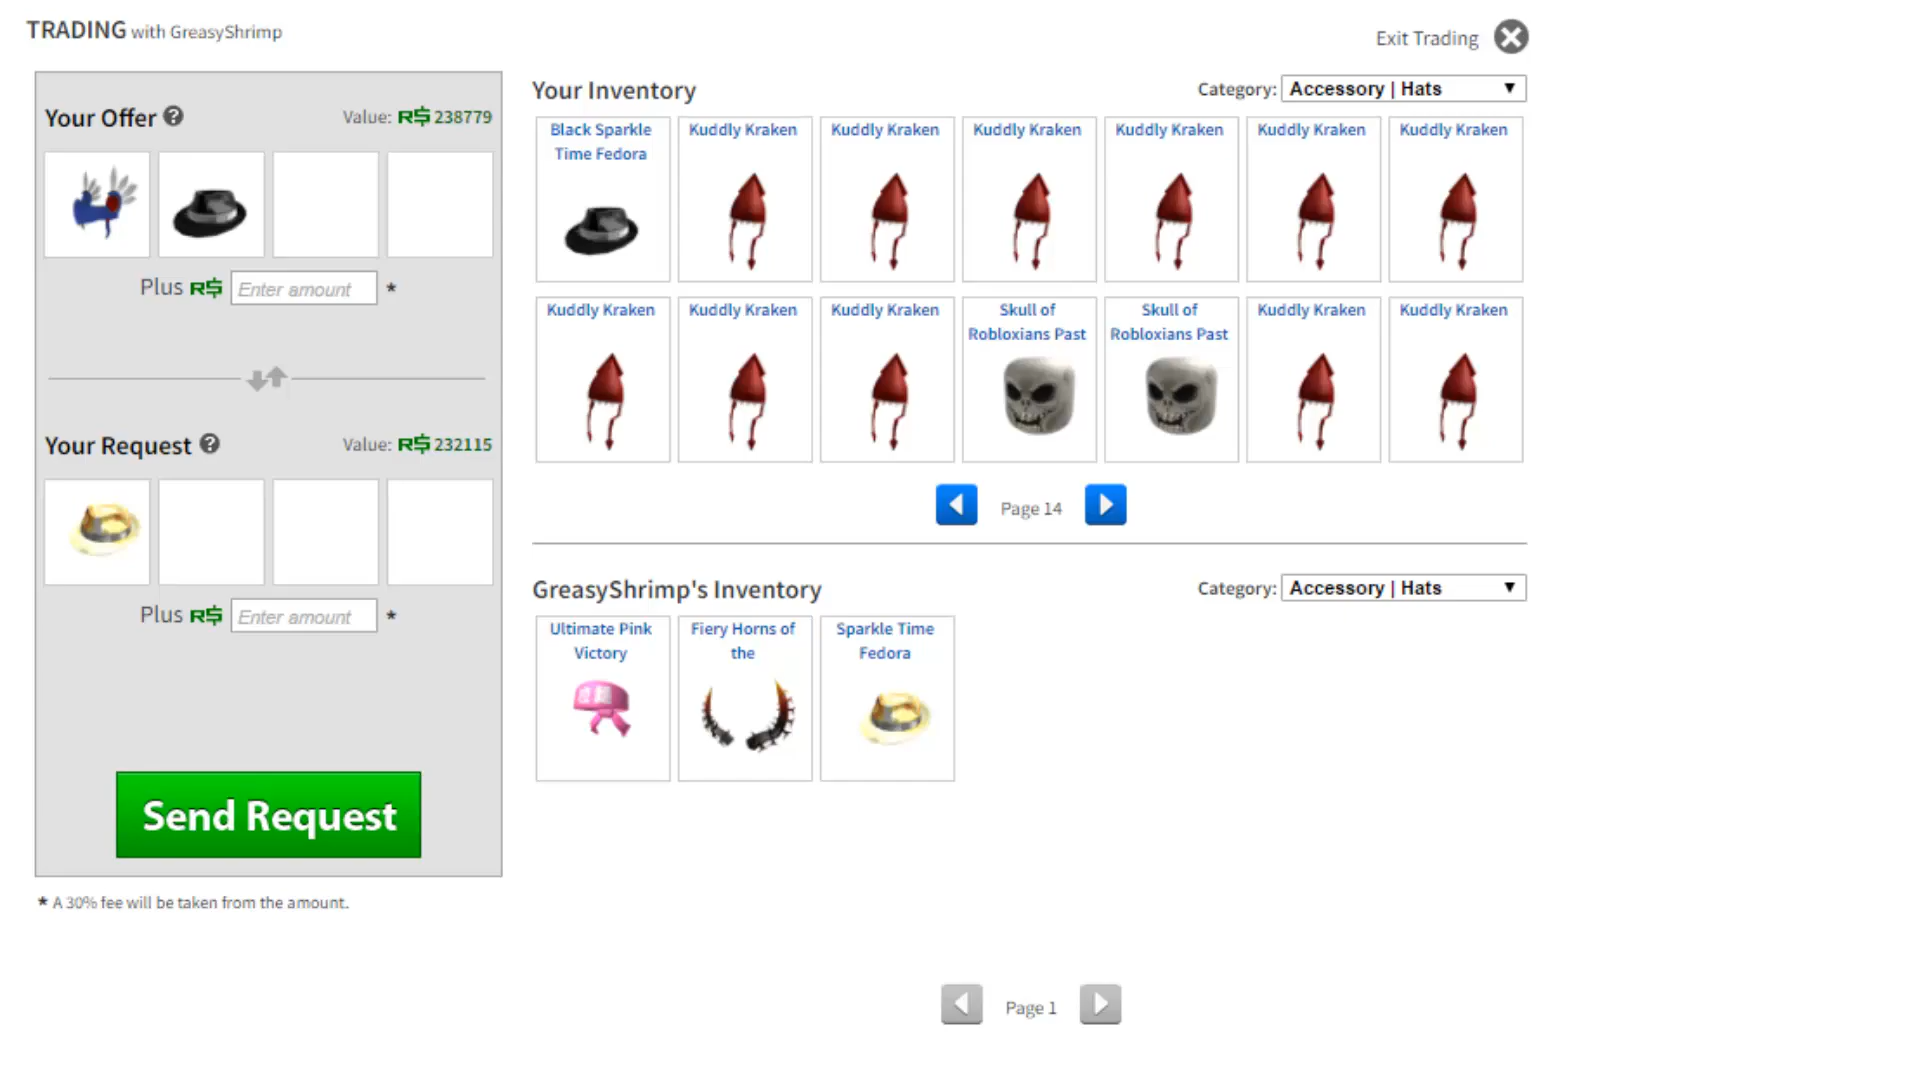 TRADING with GreasyShrimp
Exit Trading
Your Offer ?
Value: R$ 238779
Plus R$ Enter amount *
Your Request ?
Value: R$ 232115
Plus R$ Enter amount *
Send Request
* A 30% fee will be taken from the amount.
Your Inventory
Category: Accessory | Hats
Black Sparkle
Time Fedora
Kuddly Kraken
Kuddly Kraken
Kuddly Kraken
Kuddly Kraken
Kuddly Kraken
Kuddly Kraken
Kuddly Kraken
Kuddly Kraken
Kuddly Kraken
Skull of
Robloxians Past
Skull of
Robloxians Past
Kuddly Kraken
Kuddly Kraken
Page 14
GreasyShrimp's Inventory
Category: Accessory | Hats
Ultimate Pink
Victory
Fiery Horns of
the
Sparkle Time
Fedora
Page 1